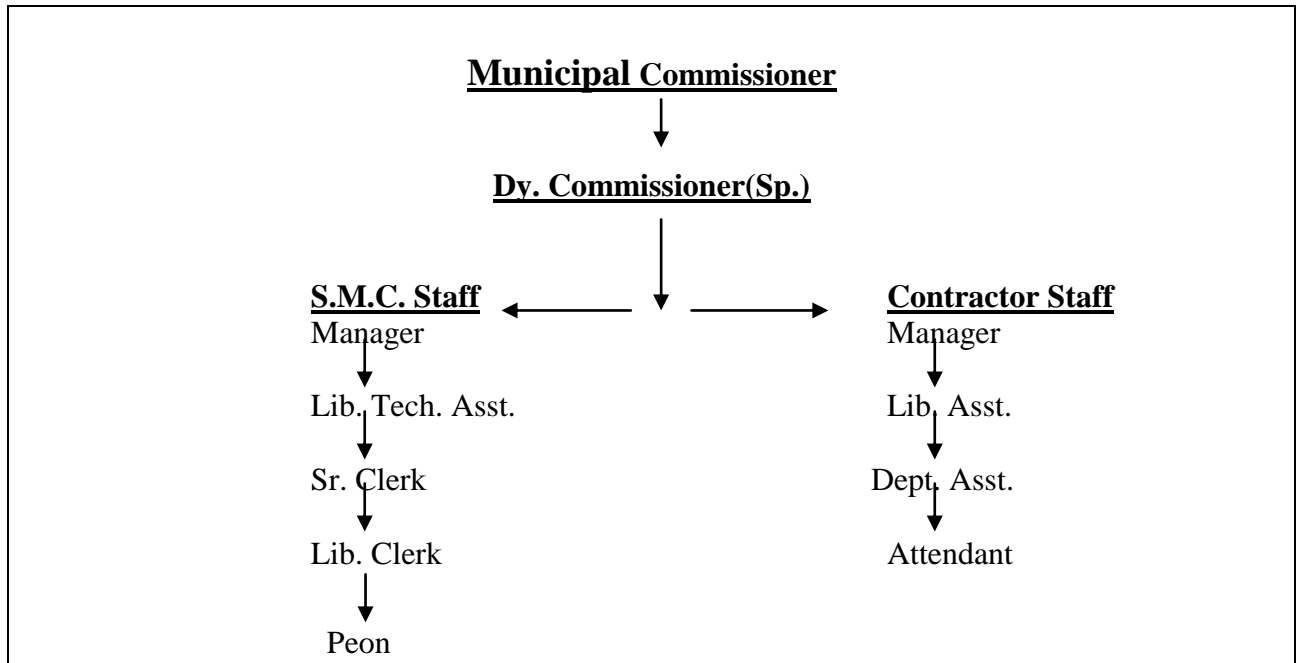 Municipal Commissioner
Dy. Commissioner(Sp.)
S.M.C. Staff
Manager
Lib. Tech. Asst.
Sr. Clerk
Lib. Clerk
Peon
Contractor Staff
Manager
Lib. Asst.
Dept. Asst.
Attendant